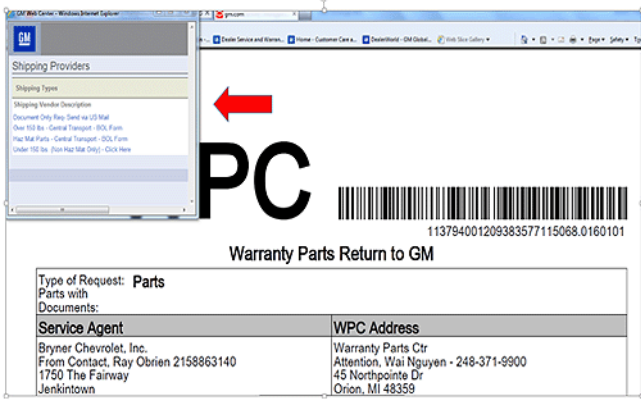 GM Web Center - Windows Internet Explorer
gm.com
Dealer Service and Warran...
Home - Customer Care a...
DealerWorld - GM Global...
Web Slice Gallery
Page
Safety
GM
Shipping Providers
Shipping Types
Shipping Vendor Description
Document Only Req- Send via US Mail
Over 150 lbs - Central Transport - BOL Form
Haz Mat Parts - Central Transport - BOL Form
Under 150 lbs (Non Haz Mat Only) - Click Here
PC
113794001209383577115068.0160101
Warranty Parts Return to GM
Type of Request: Parts
Parts with
Documents:
Service Agent
WPC Address
Bryner Chevrolet, Inc.
From Contact, Ray Obrien 2158863140
1750 The Fairway
Jenkintown
Warranty Parts Ctr
Attention, Wai Nguyen - 248-371-9900
45 Northpointe Dr
Orion, MI 48359